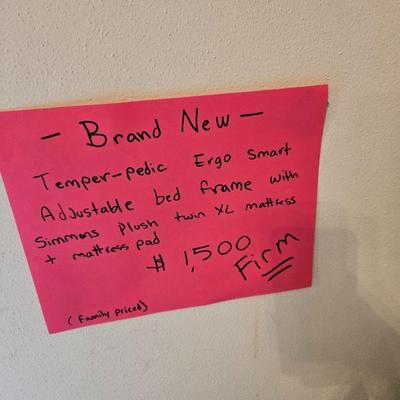 - Brand New -
Temper-pedic Ergo Smart
Adjustable bed frame with
Simmons Plush twin XL mattress
+ mattress pad
$1,500
Firm
(Family priced)